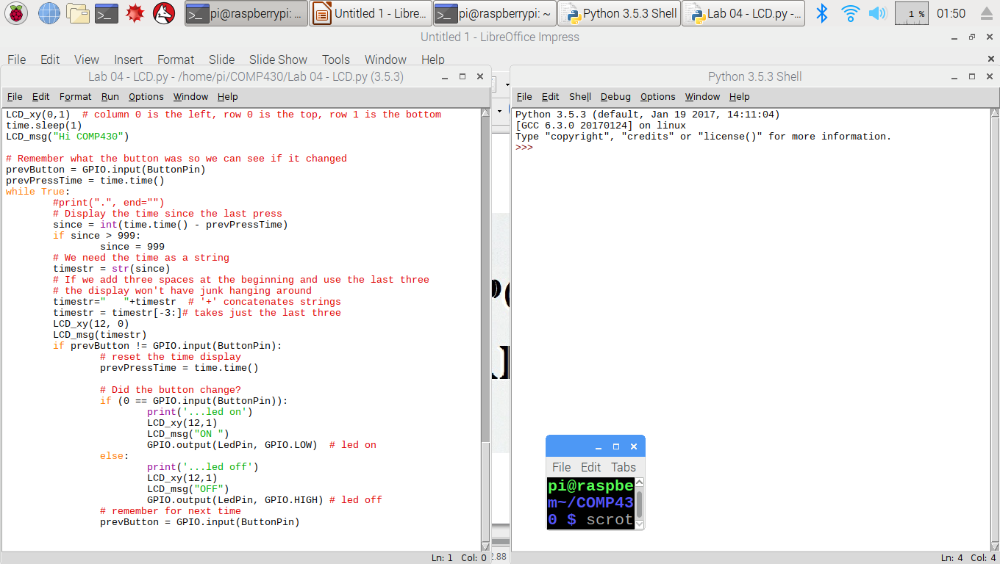 pi@raspberrypi: ...
Untitled 1 - Libre...
pi@raspberrypi: ~
Python 3.5.3 Shell
Lab 04 - LCD.py -...
1 %
01:50
Untitled 1 - LibreOffice Impress
File Edit View Insert Format Slide Slide Show Tools Window Help
Lab 04 - LCD.py - /home/pi/COMP430/Lab 04 - LCD.py (3.5.3)
File Edit Format Run Options Window Help
LCD_xy(0,1)  # column 0 is the left, row 0 is the top, row 1 is the bottom
time.sleep(1)
LCD_msg("Hi COMP430")
# Remember what the button was so we can see if it changed
prevButton = GPIO.input(ButtonPin)
prevPressTime = time.time()
while True:
        #print(".", end="")
        # Display the time since the last press
        since = int(time.time() - prevPressTime)
        if since > 999:
                since = 999
        # We need the time as a string
        timestr = str(since)
        # If we add three spaces at the beginning and use the last three
        # the display won't have junk hanging around
        timestr="   "+timestr  # '+' concatenates strings
        timestr = timestr[-3:]# takes just the last three
        LCD_xy(12, 0)
        LCD_msg(timestr)
        if prevButton != GPIO.input(ButtonPin):
                # reset the time display
                prevPressTime = time.time()
                # Did the button change?
                if (0 == GPIO.input(ButtonPin)):
                        print('...led on')
                        LCD_xy(12,1)
                        LCD_msg("ON ")
                        GPIO.output(LedPin, GPIO.LOW)  # led on
                else:
                        print('...led off')
                        LCD_xy(12,1)
                        LCD_msg("OFF")
                        GPIO.output(LedPin, GPIO.HIGH) # led off
                # remember for next time
                prevButton = GPIO.input(ButtonPin)
Ln: 1 Col: 0
2.88
Python 3.5.3 Shell
File Edit Shell Debug Options Window Help
Python 3.5.3 (default, Jan 19 2017, 14:11:04)
[GCC 6.3.0 20170124] on linux
Type "copyright", "credits" or "license()" for more information.
>>>
File Edit Tabs
pi@raspbe
m~/COMP43
0 $ scrot
Ln: 4 Col: 4